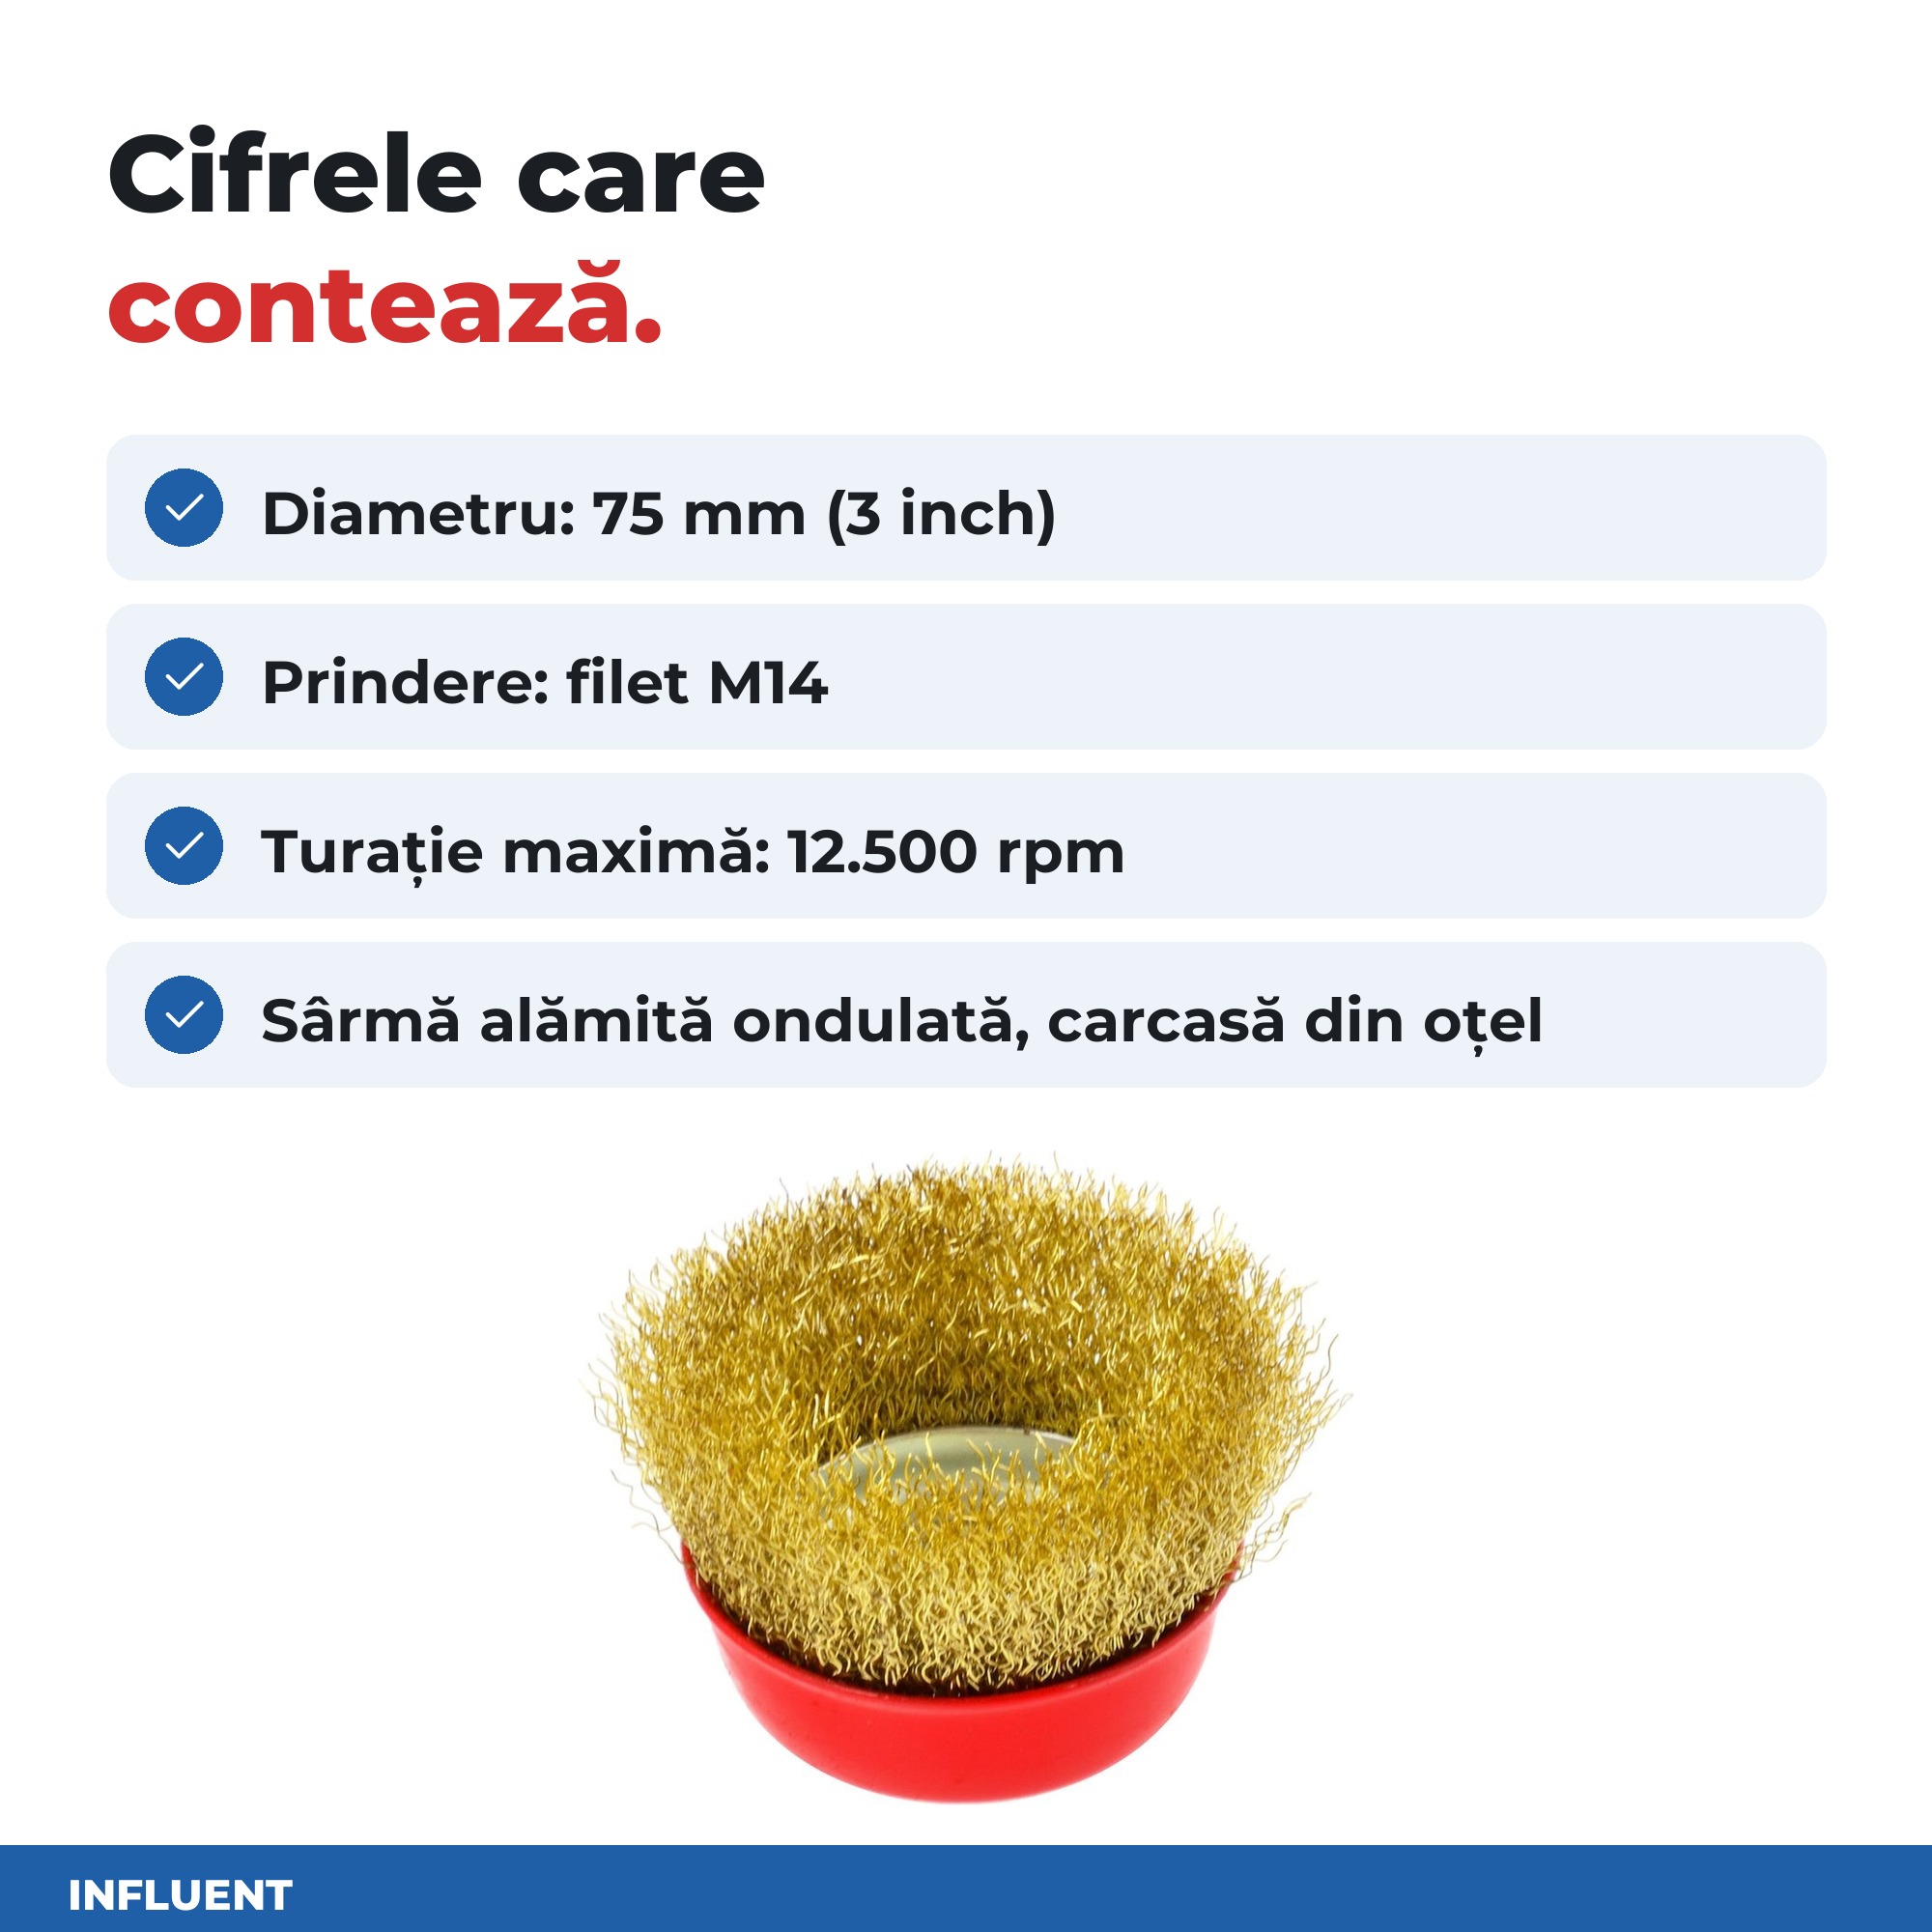 Cifrele care
contează.
Diametru: 75 mm (3 inch)
Prindere: filet M14
Turație maximă: 12.500 rpm
Sârmă alămită ondulată, carcasă din oțel
INFLUENT